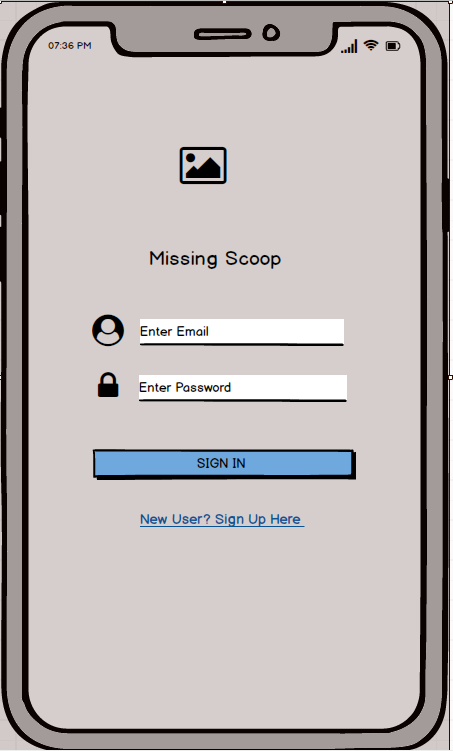 07:36 PM
Missing Scoop
Enter Email
Enter Password
SIGN IN
New User? Sign Up Here